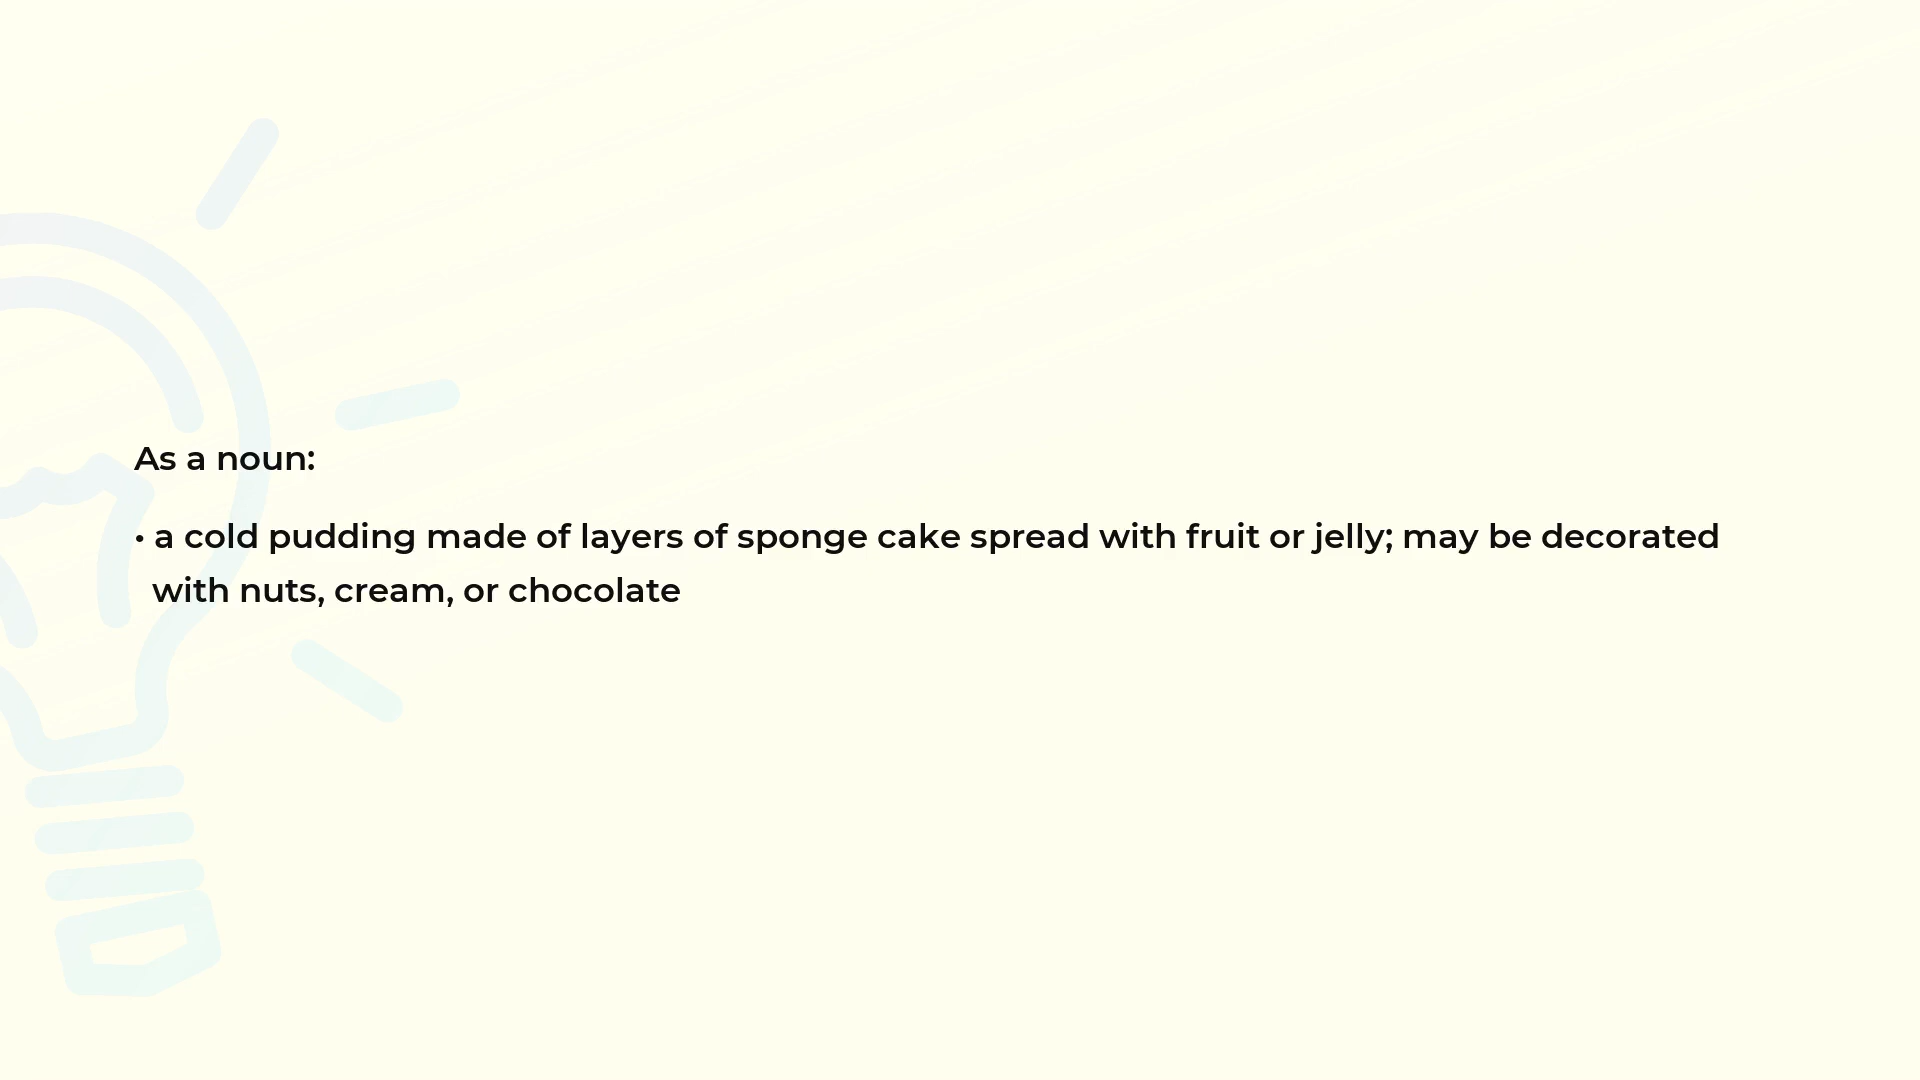 As a noun:
• a cold pudding made of layers of sponge cake spread with fruit or jelly; may be decorated
with nuts, cream, or chocolate